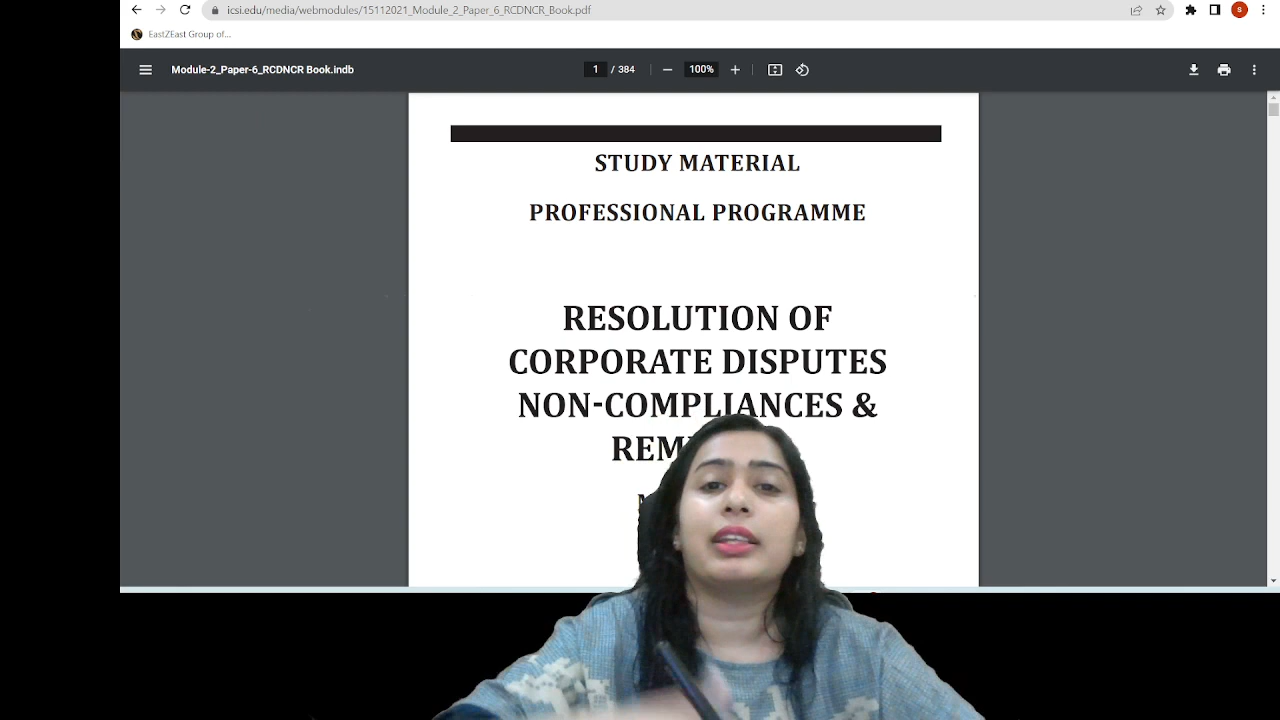 icsi.edu/media/webmodules/15112021_Module_2_Paper_6_RCDNCR_Book.pdf
S
EastZEast Group of...
Module-2_Paper-6_RCDNCR Book.indb
1 / 384
100%
STUDY MATERIAL
PROFESSIONAL PROGRAMME
RESOLUTION OF
CORPORATE DISPUTES
NON-COMPLIANCES &